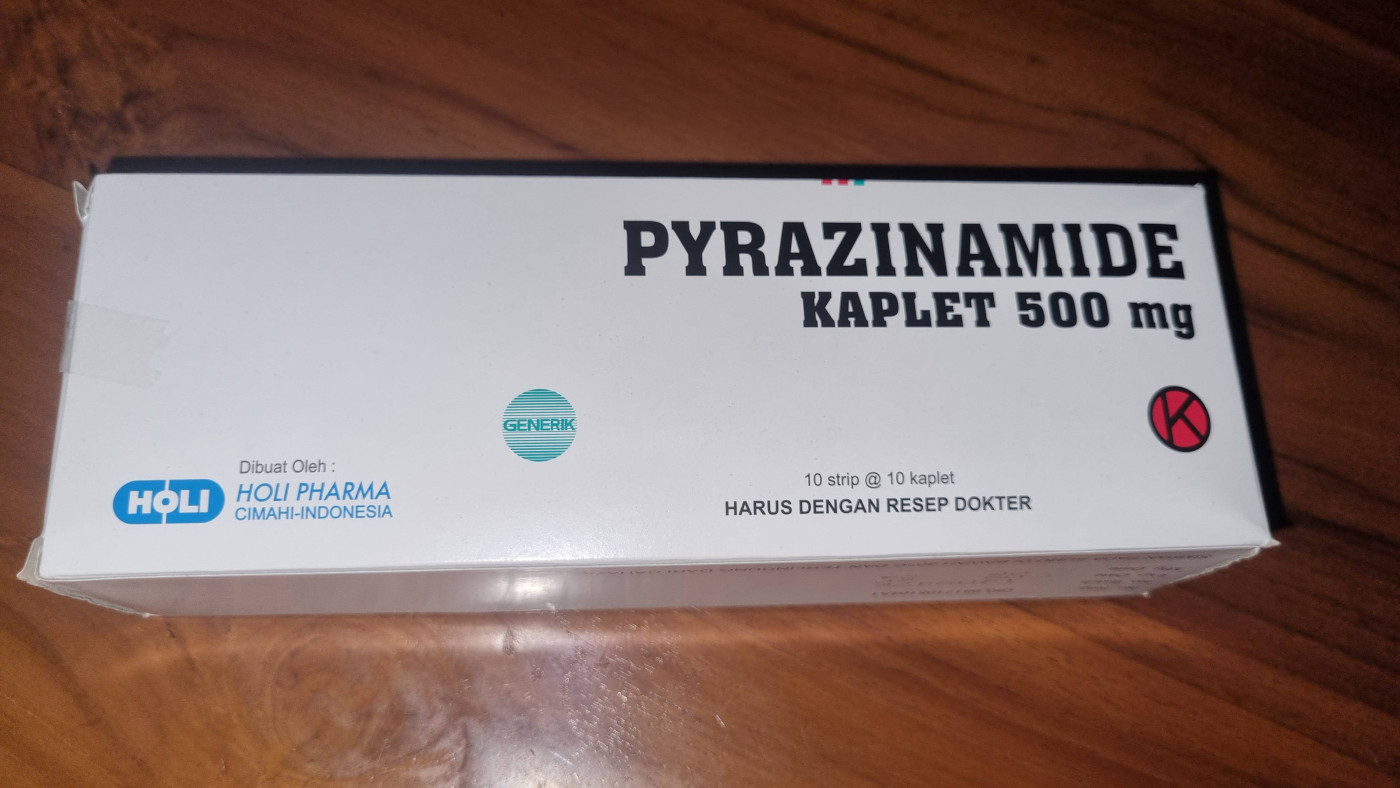 PYRAZINAMIDE
KAPLET 500 mg
GENERIK
K
Dibuat Oleh :
HOLI
HOLI PHARMA
CIMAHI-INDONESIA
10 strip @ 10 kaplet
HARUS DENGAN RESEP DOKTER